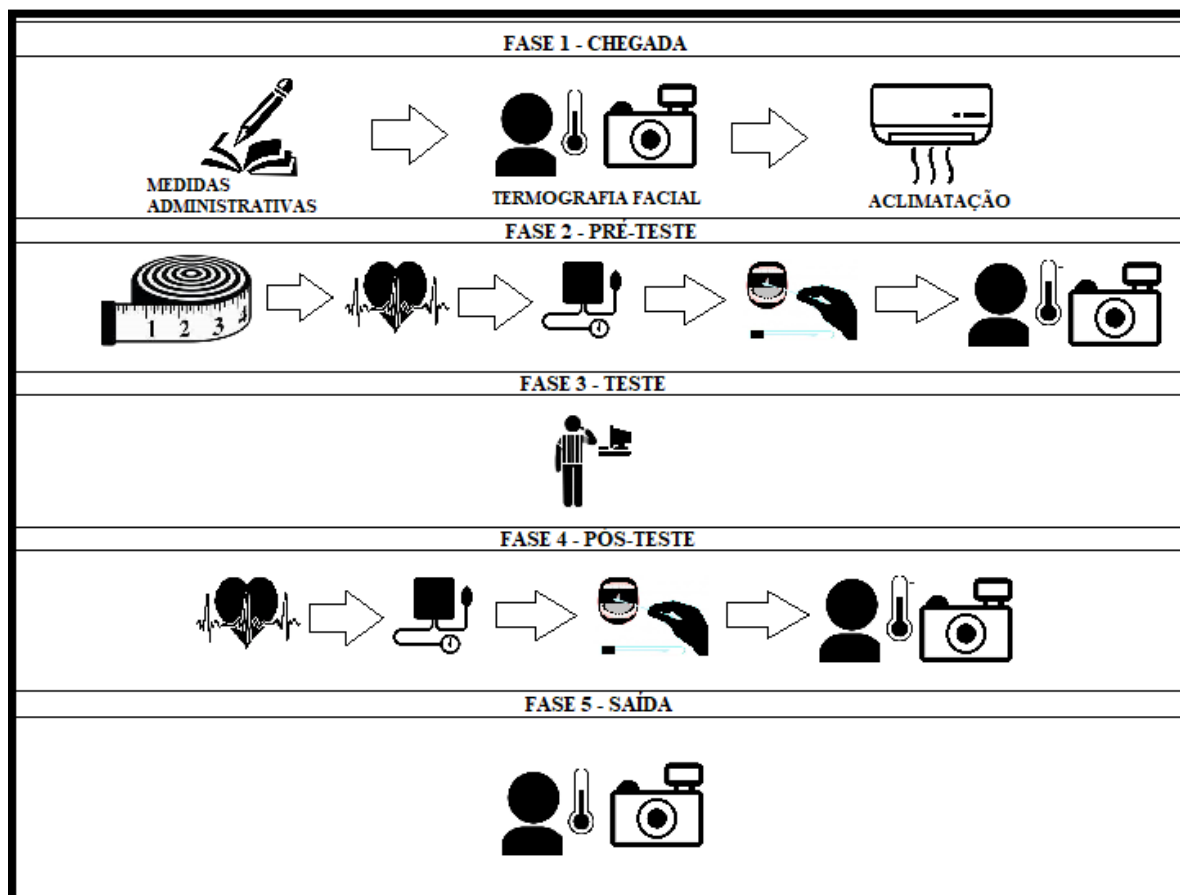 FASE 1 - CHEGADA
MEDIDAS
ADMINISTRATIVAS
TERMOGRAFIA FACIAL
ACLIMATAÇÃO
FASE 2 - PRÉ-TESTE
1 2 3 4
FASE 3 - TESTE
FASE 4 - PÓS-TESTE
FASE 5 - SAÍDA